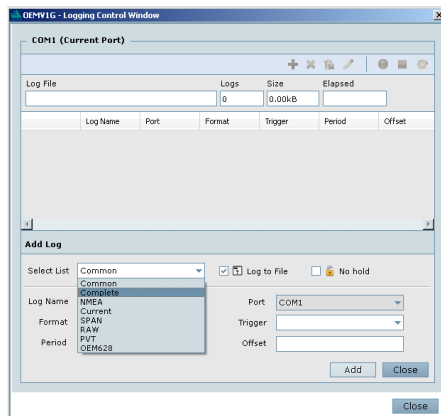 OEMV1G - Logging Control Window
COM1 (Current Port)
Log File Logs Size Elapsed
0 0.00kB
Log Name Port Format Trigger Period Offset
Add Log
Select List Common Log to File No hold
Common
Complete
NMEA
Current
SPAN
RAW
PVT
OEM628
Log Name Port COM1
Format Trigger
Period Offset
Add Close
Close